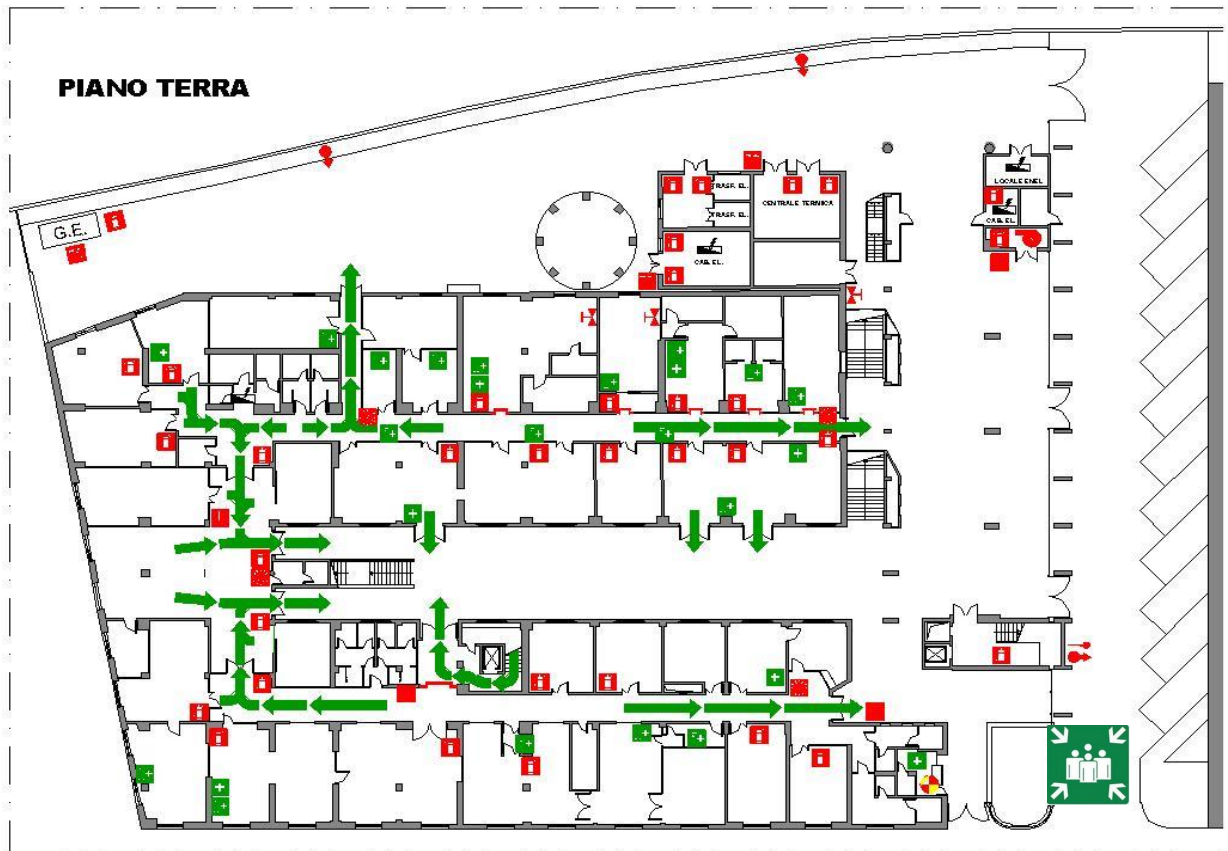 PIANO TERRA
TRASF. EL.
LOCALE ENEL
CENTRALE TERMICA
TRASF. EL.
CAB. EL.
G.E.
CAB. EL.